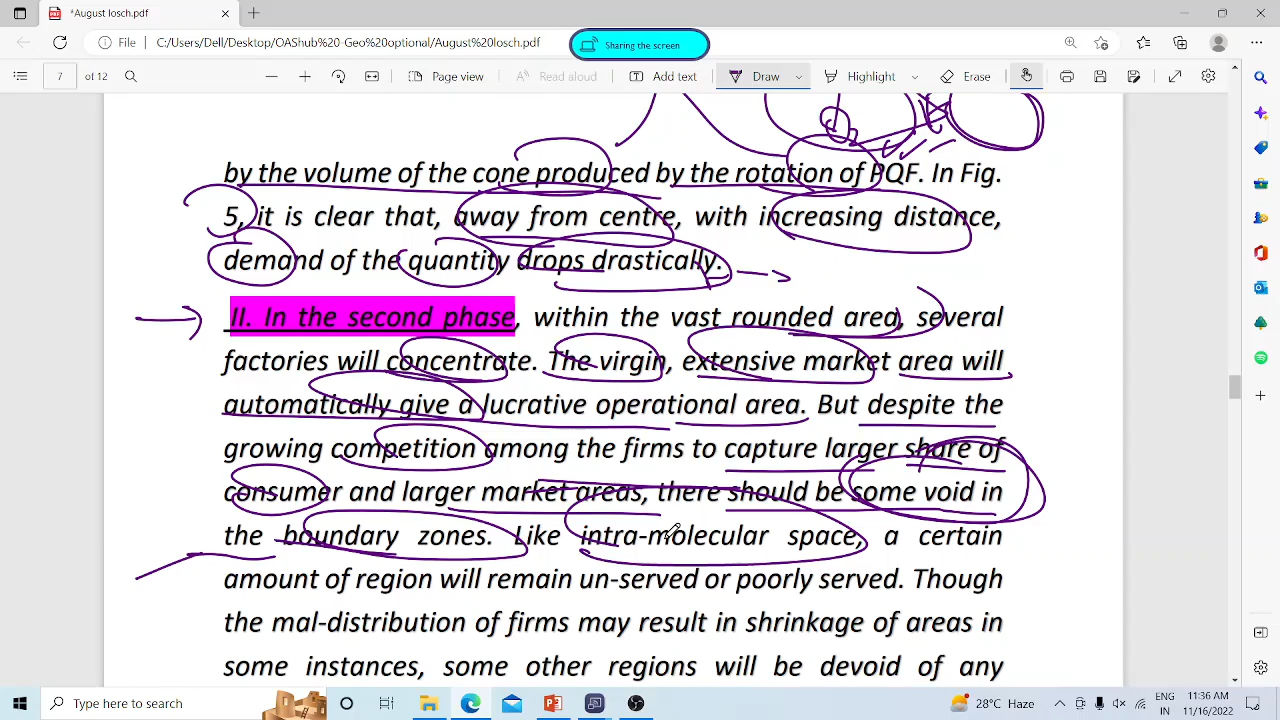 *August losch.pdf
File
C:/Users/Dell/Desktop/OAShub%20_Geo%20optional/August%20losch.pdf
Sharing the screen
7 of 12
Page view
Read aloud
Add text
Draw
Highlight
Erase
by the volume of the cone produced by the rotation of PQF. In Fig.
5, it is clear that, away from centre, with increasing distance,
demand of the quantity drops drastically.
II. In the second phase, within the vast rounded area, several
factories will concentrate. The virgin, extensive market area will
automatically give a lucrative operational area. But despite the
growing competition among the firms to capture larger share of
consumer and larger market areas, there should be some void in
the boundary zones. Like intra-molecular space, a certain
amount of region will remain un-served or poorly served. Though
the mal-distribution of firms may result in shrinkage of areas in
some instances, some other regions will be devoid of any
Type here to search
28°C Haze
ENG
IN
11:36 AM
11/16/2022